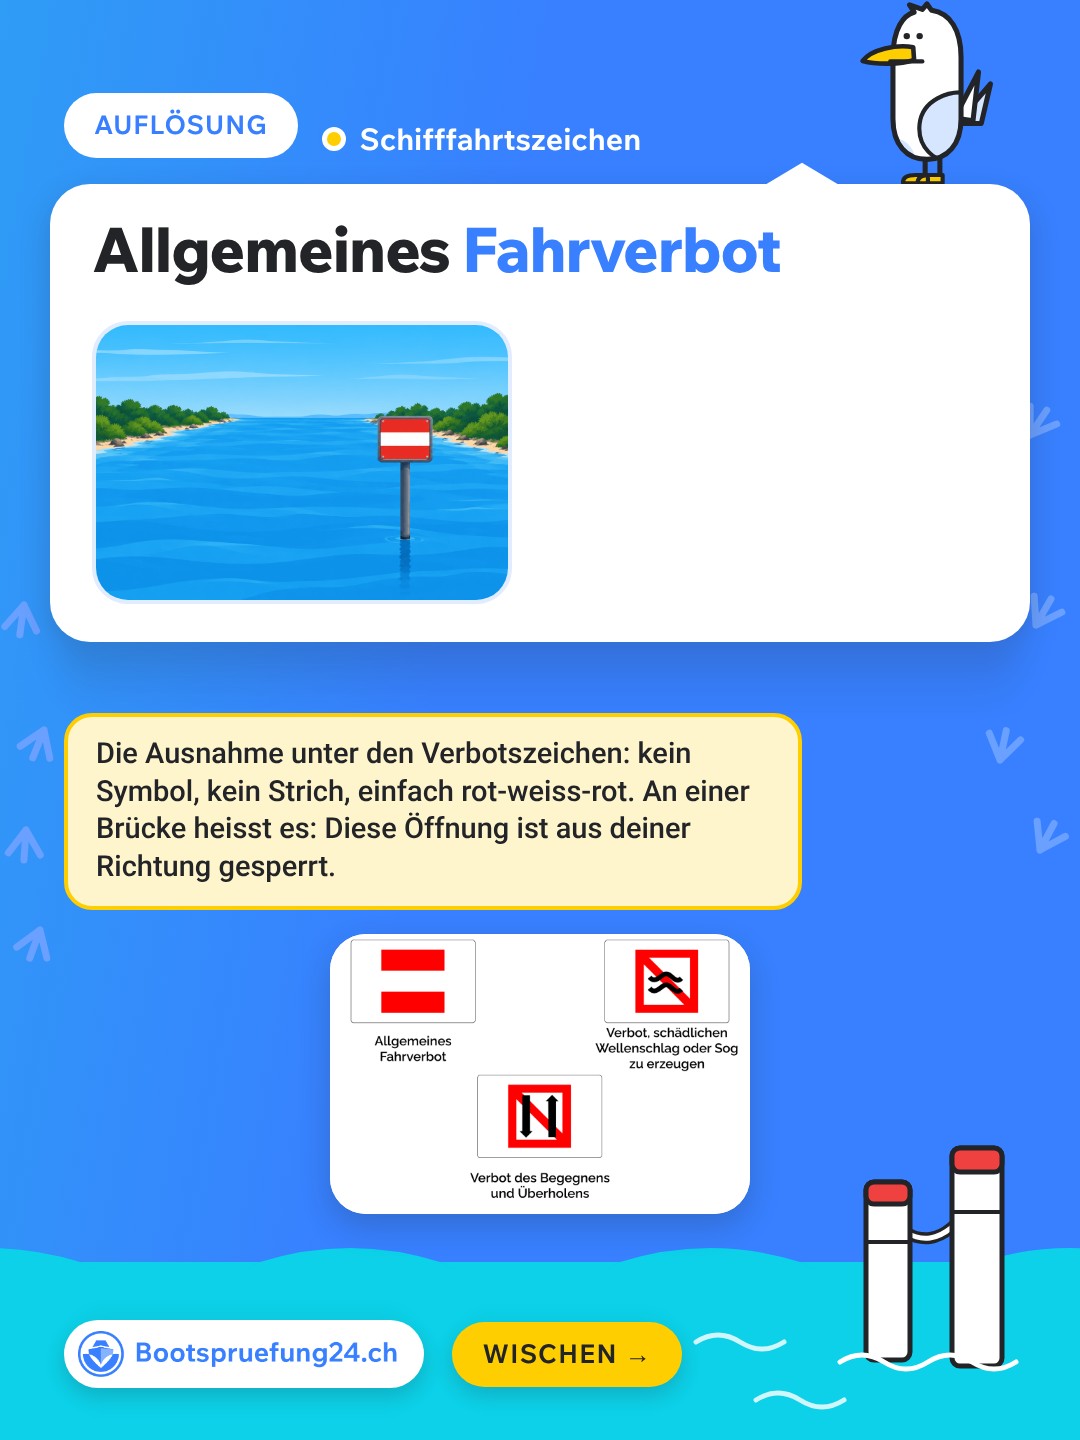 AUFLÖSUNG
Schifffahrtszeichen
Allgemeines Fahrverbot
Die Ausnahme unter den Verbotszeichen: kein
Symbol, kein Strich, einfach rot-weiss-rot. An einer
Brücke heisst es: Diese Öffnung ist aus deiner
Richtung gesperrt.
Allgemeines
Fahrverbot
Verbot, schädlichen
Wellenschlag oder Sog
zu erzeugen
Verbot des Begegnens
und Überholens
Bootspruefung24.ch
WISCHEN →